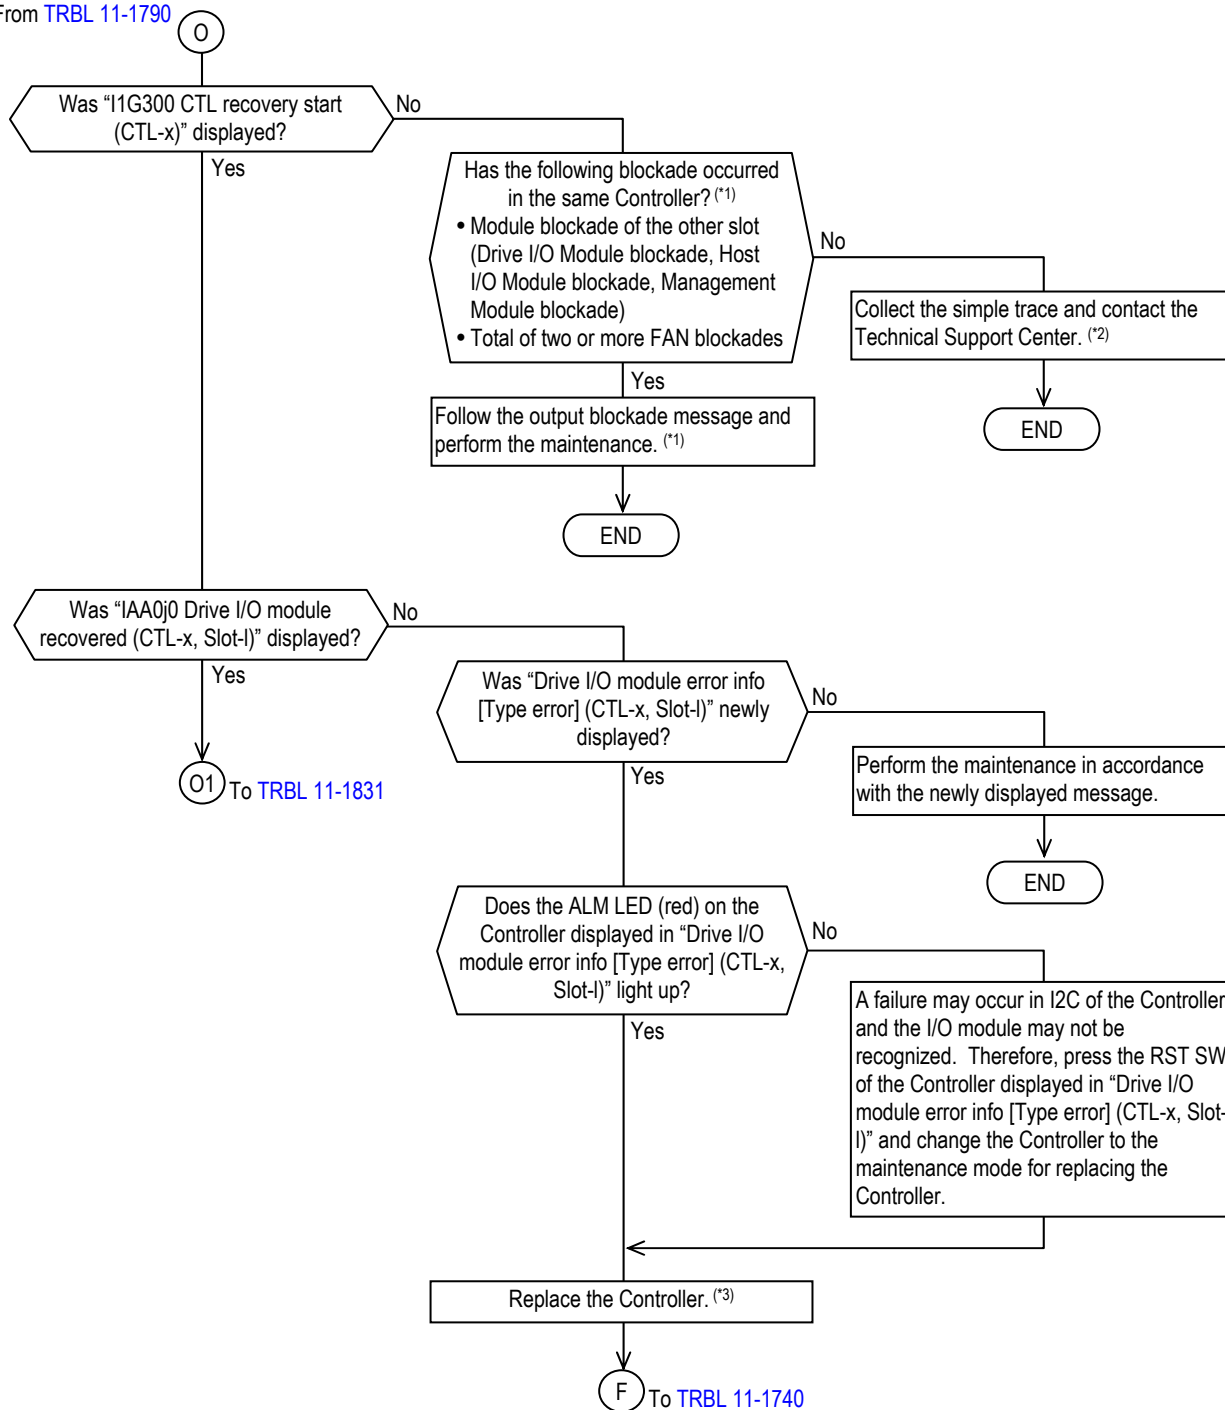 From TRBL 11-1790
O
Was “I1G300 CTL recovery start
(CTL-x)” displayed?
No
Yes
Has the following blockade occurred
in the same Controller? (*1)
• Module blockade of the other slot
(Drive I/O Module blockade, Host
I/O Module blockade, Management
Module blockade)
• Total of two or more FAN blockades
No
Collect the simple trace and contact the
Technical Support Center. (*2)
END
Yes
Follow the output blockade message and
perform the maintenance. (*1)
END
Was “IAA0j0 Drive I/O module
recovered (CTL-x, Slot-l)” displayed?
No
Yes
O1
To TRBL 11-1831
Was “Drive I/O module error info
[Type error] (CTL-x, Slot-l)” newly
displayed?
No
Perform the maintenance in accordance
with the newly displayed message.
END
Yes
Does the ALM LED (red) on the
Controller displayed in “Drive I/O
module error info [Type error] (CTL-x,
Slot-l)” light up?
No
A failure may occur in I2C of the Controller
and the I/O module may not be
recognized. Therefore, press the RST SW
of the Controller displayed in “Drive I/O
module error info [Type error] (CTL-x, Slot-
l)” and change the Controller to the
maintenance mode for replacing the
Controller.
Yes
Replace the Controller. (*3)
F
To TRBL 11-1740